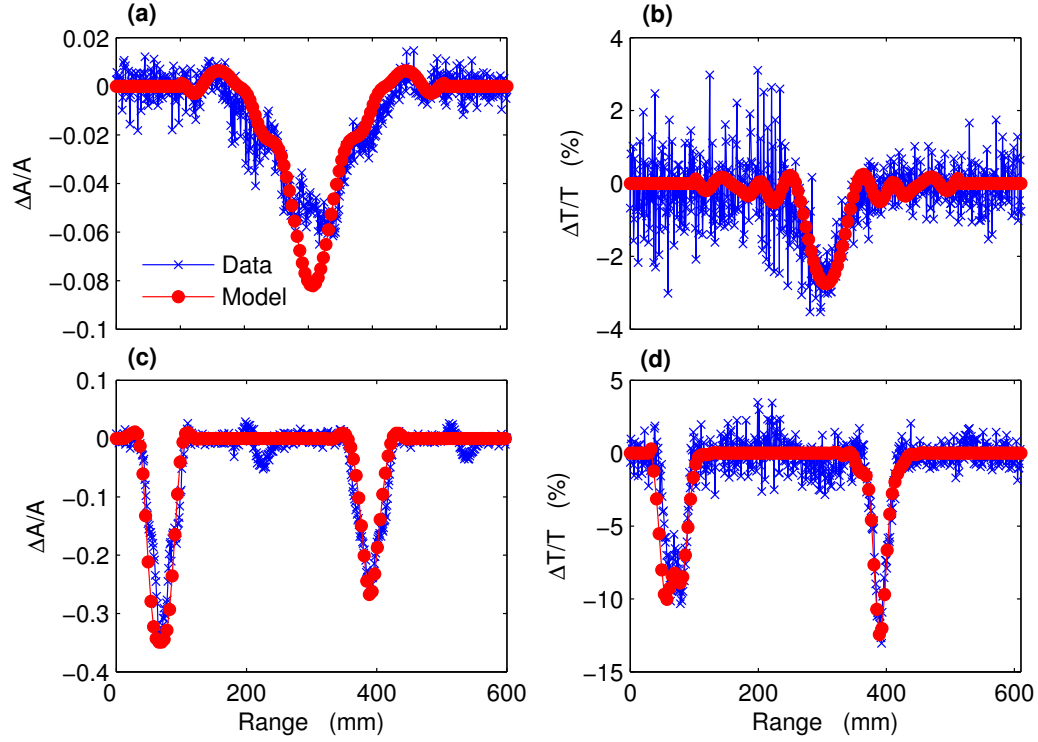 (a)
0.02
0
−0.02
−0.04
−0.06
−0.08
−0.1
ΔA/A
Data
Model
(b)
4
2
0
−2
−4
ΔT/T (%)
(c)
0.1
0
−0.1
−0.2
−0.3
−0.4
ΔA/A
0 200 400 600
Range (mm)
(d)
5
0
−5
−10
−15
ΔT/T (%)
0 200 400 600
Range (mm)